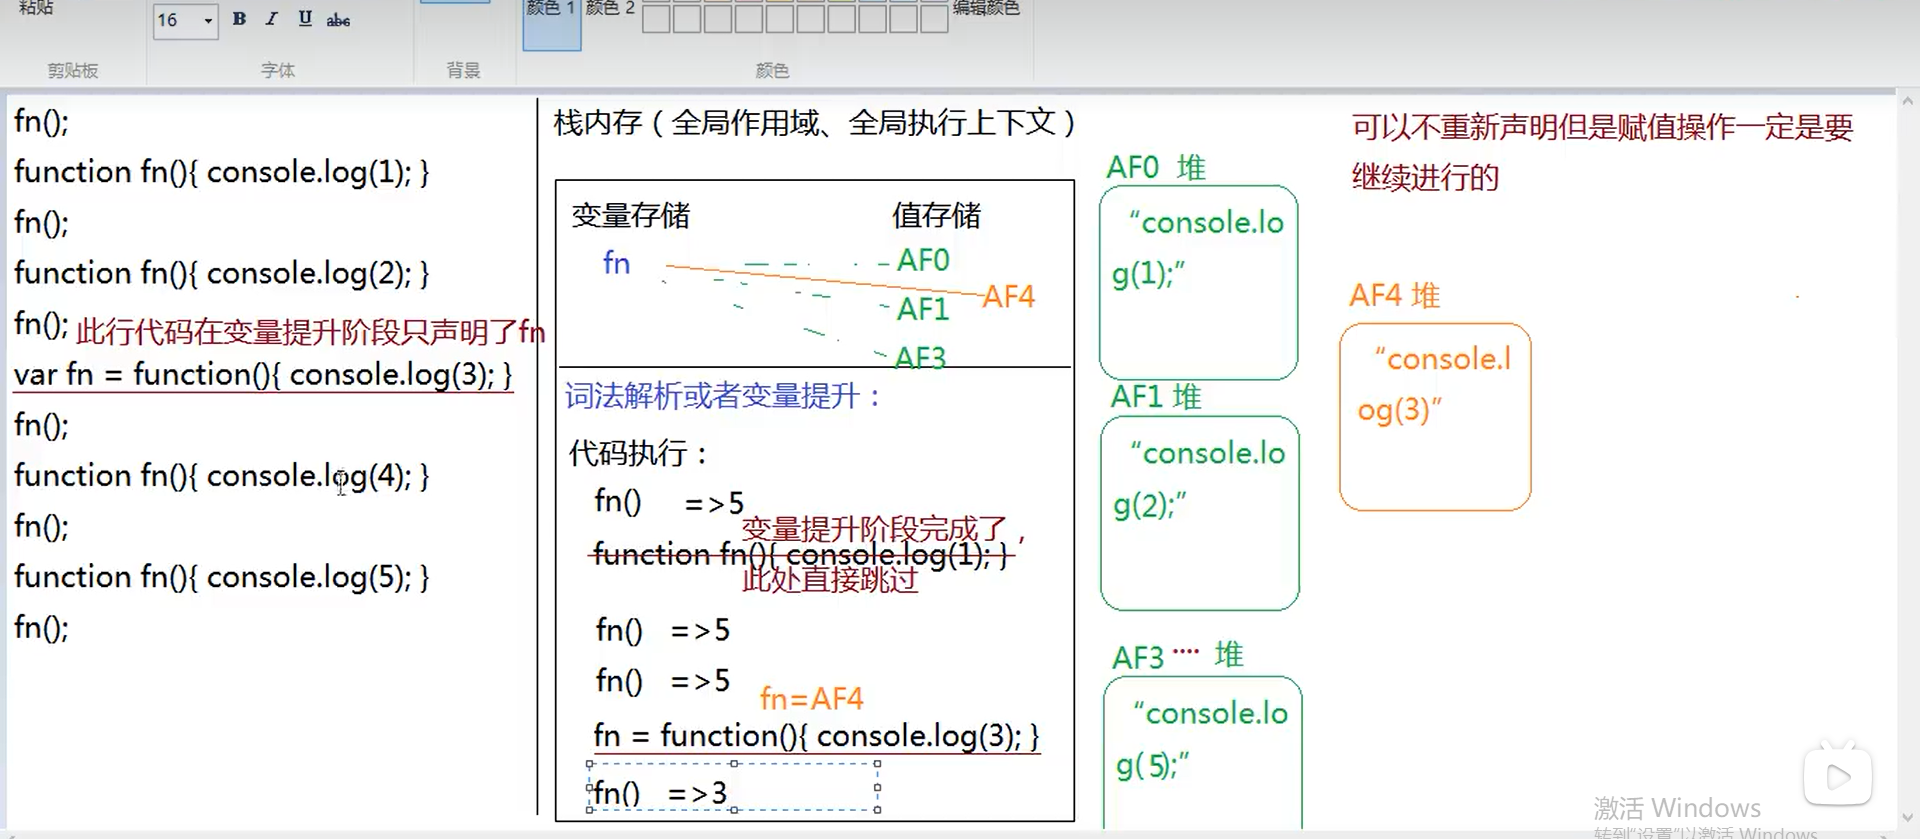 粘贴
16
B I U abc
颜色 1 颜色 2
编辑颜色
剪贴板
字体
背景
颜色
fn();
function fn(){ console.log(1); }
fn();
function fn(){ console.log(2); }
fn();
此行代码在变量提升阶段只声明了fn
var fn = function(){ console.log(3); }
fn();
function fn(){ console.log(4); }
fn();
function fn(){ console.log(5); }
fn();
栈内存（全局作用域、全局执行上下文）
变量存储 值存储
fn
AF0
AF4
AF1
AF3
词法解析或者变量提升：
代码执行：
fn() =>5
变量提升阶段完成了，
function fn(){ console.log(1); }
此处直接跳过
fn() =>5
fn() =>5
fn=AF4
fn = function(){ console.log(3); }
fn() =>3
AF0 堆
“console.lo
g(1);”
AF1 堆
“console.lo
g(2);”
AF3 ···· 堆
“console.lo
g(5);”
可以不重新声明但是赋值操作一定是要
继续进行的
AF4 堆
“console.l
og(3)”
激活 Windows
转到“设置”以激活 Windows